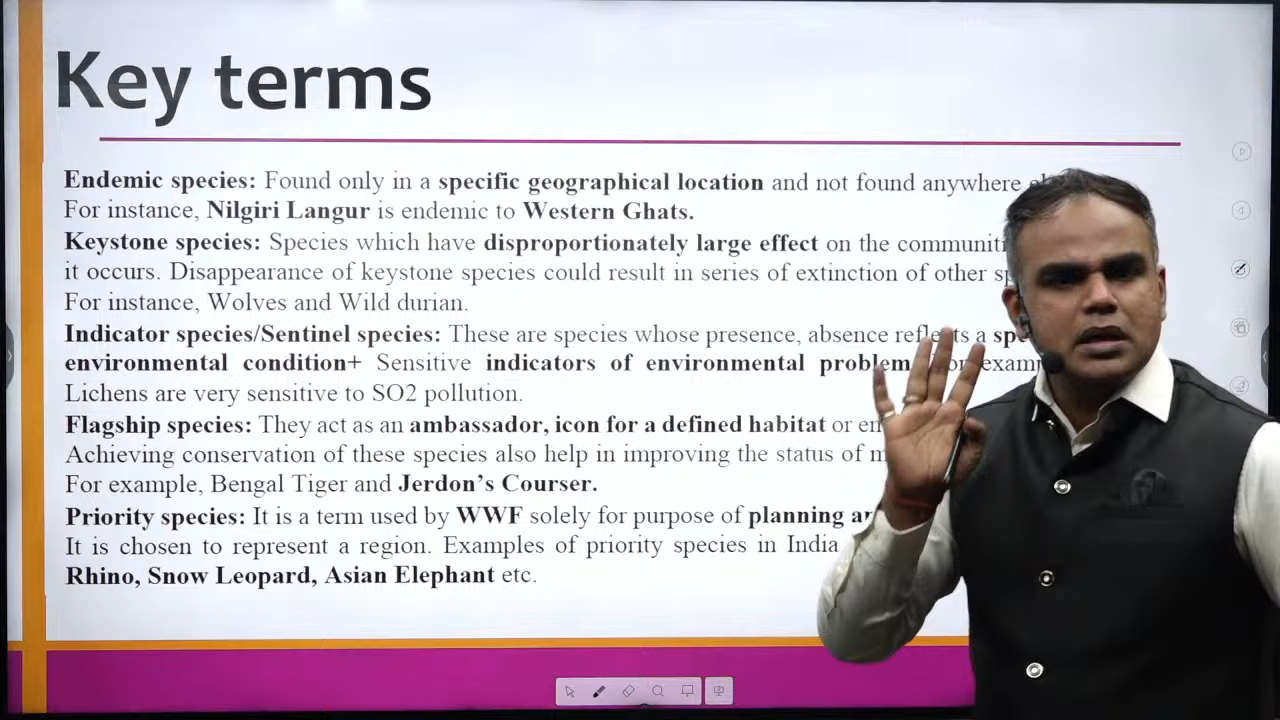 Key terms
Endemic species: Found only in a specific geographical location and not found anywhere
For instance, Nilgiri Langur is endemic to Western Ghats.
Keystone species: Species which have disproportionately large effect on the
it occurs. Disappearance of keystone species could result in series of extinction of other
For instance, Wolves and Wild durian.
Indicator species/Sentinel species: These are species whose presence, absence reflects a
environmental condition+ Sensitive indicators of environmental problem
Lichens are very sensitive to SO2 pollution.
Flagship species: They act as an ambassador, icon for a defined habitat or
Achieving conservation of these species also help in improving the status of
For example, Bengal Tiger and Jerdon's Courser.
Priority species: It is a term used by WWF solely for purpose of planning
It is chosen to represent a region. Examples of priority species in India
Rhino, Snow Leopard, Asian Elephant etc.